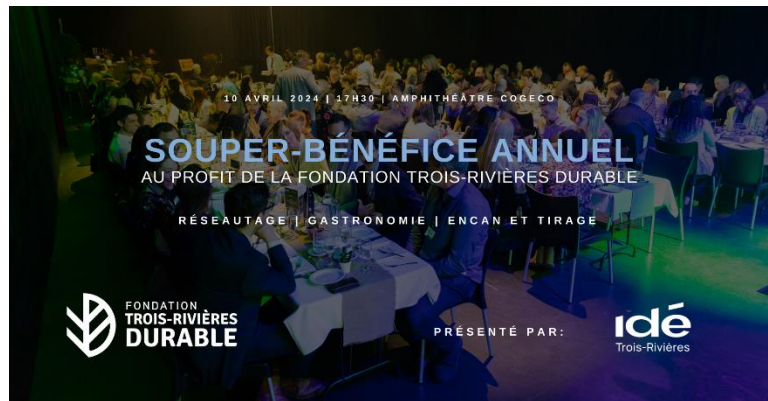 10 AVRIL 2024 | 17H30 | AMPHITHÉÂTRE COGECO
SOUPER-BÉNÉFICE ANNUEL
AU PROFIT DE LA FONDATION TROIS-RIVIÈRES DURABLE
RÉSEAUTAGE | GASTRONOMIE | ENCAN ET TIRAGE
FONDATION
TROIS-RIVIÈRES
DURABLE
PRÉSENTÉ PAR:
idé
Trois-Rivières